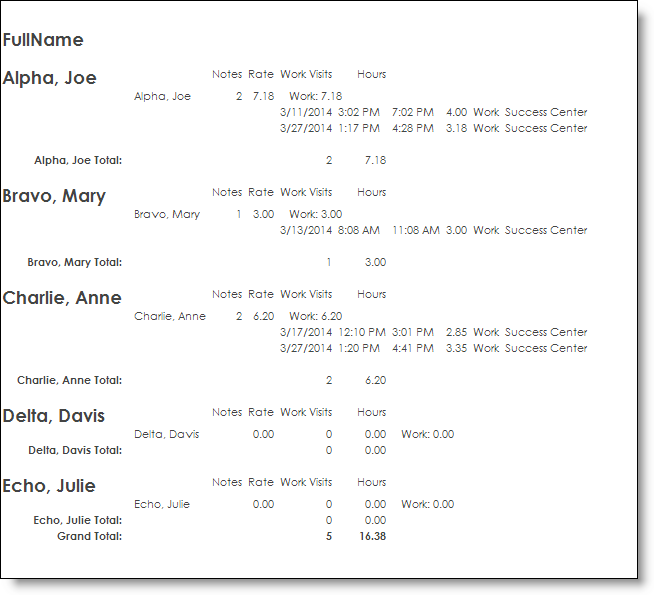 FullName
Notes Rate Work Visits Hours
Alpha, Joe
Alpha, Joe 2 7.18 Work: 7.18
3/11/2014 3:02 PM 7:02 PM 4.00 Work Success Center
3/27/2014 1:17 PM 4:28 PM 3.18 Work Success Center
Alpha, Joe Total: 2 7.18
Notes Rate Work Visits Hours
Bravo, Mary
Bravo, Mary 1 3.00 Work: 3.00
3/13/2014 8:08 AM 11:08 AM 3.00 Work Success Center
Bravo, Mary Total: 1 3.00
Notes Rate Work Visits Hours
Charlie, Anne
Charlie, Anne 2 6.20 Work: 6.20
3/17/2014 12:10 PM 3:01 PM 2.85 Work Success Center
3/27/2014 1:20 PM 4:41 PM 3.35 Work Success Center
Charlie, Anne Total: 2 6.20
Notes Rate Work Visits Hours
Delta, Davis
Delta, Davis 0.00 0 0.00 Work: 0.00
Delta, Davis Total: 0 0.00
Notes Rate Work Visits Hours
Echo, Julie
Echo, Julie 0.00 0 0.00 Work: 0.00
Echo, Julie Total: 0 0.00
Grand Total: 5 16.38